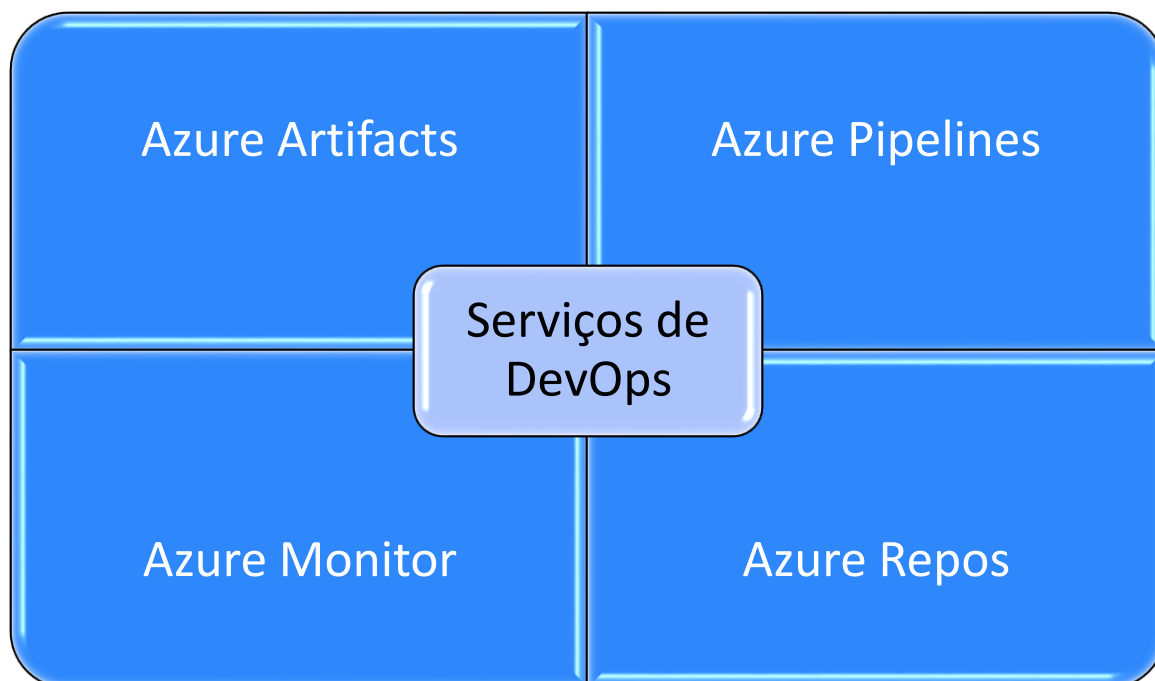 Azure Artifacts
Azure Pipelines
Serviços de
DevOps
Azure Monitor
Azure Repos